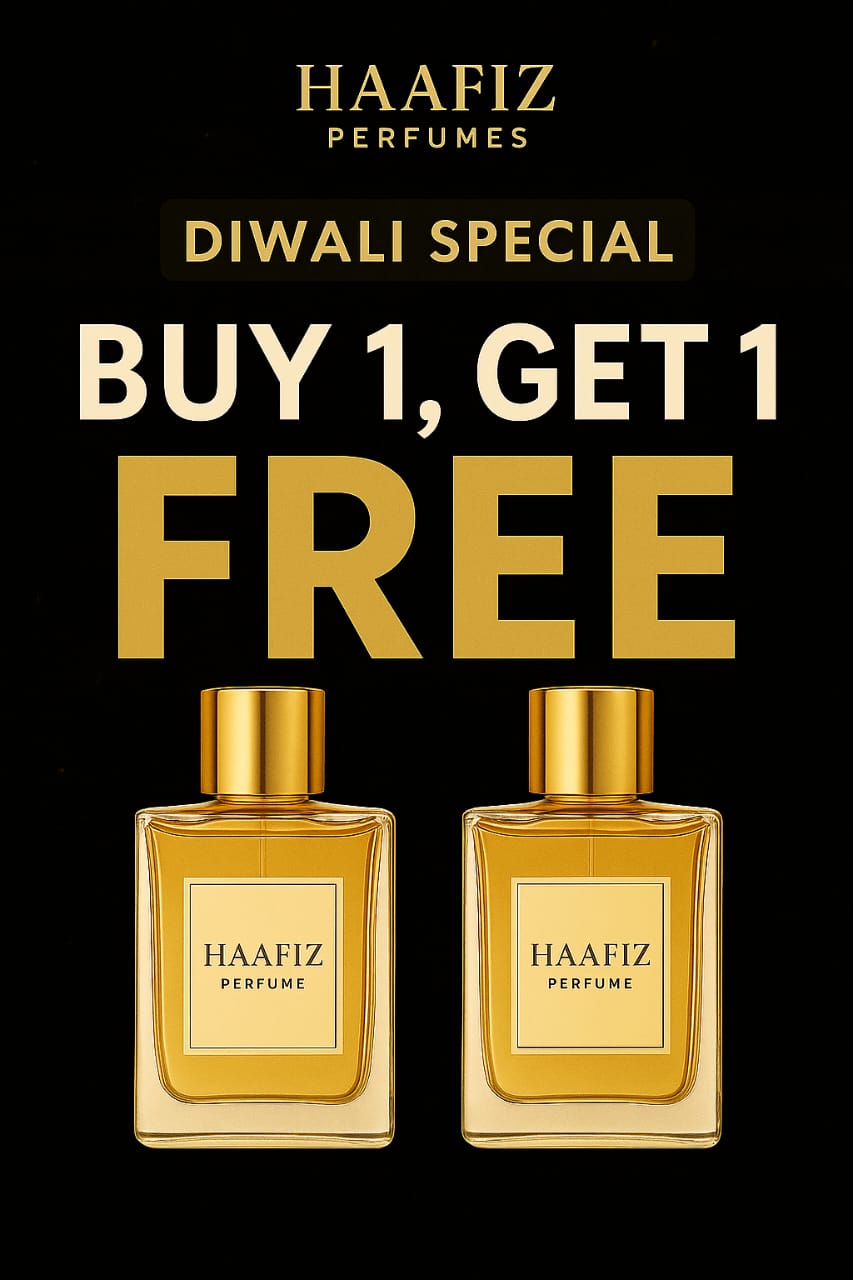 HAAFIZ
PERFUMES
DIWALI SPECIAL
BUY 1, GET 1
FREE
HAAFIZ
PERFUME
HAAFIZ
PERFUME